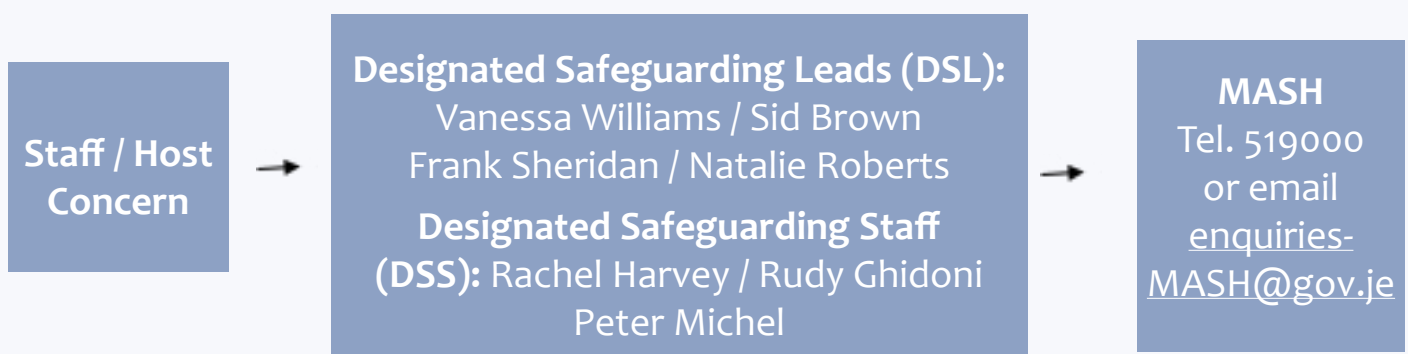 Staff / Host
Concern
Designated Safeguarding Leads (DSL):
Vanessa Williams / Sid Brown
Frank Sheridan / Natalie Roberts
Designated Safeguarding Staff
(DSS): Rachel Harvey / Rudy Ghidoni
Peter Michel
MASH
Tel. 519000
or email
enquiries-
MASH@gov.je